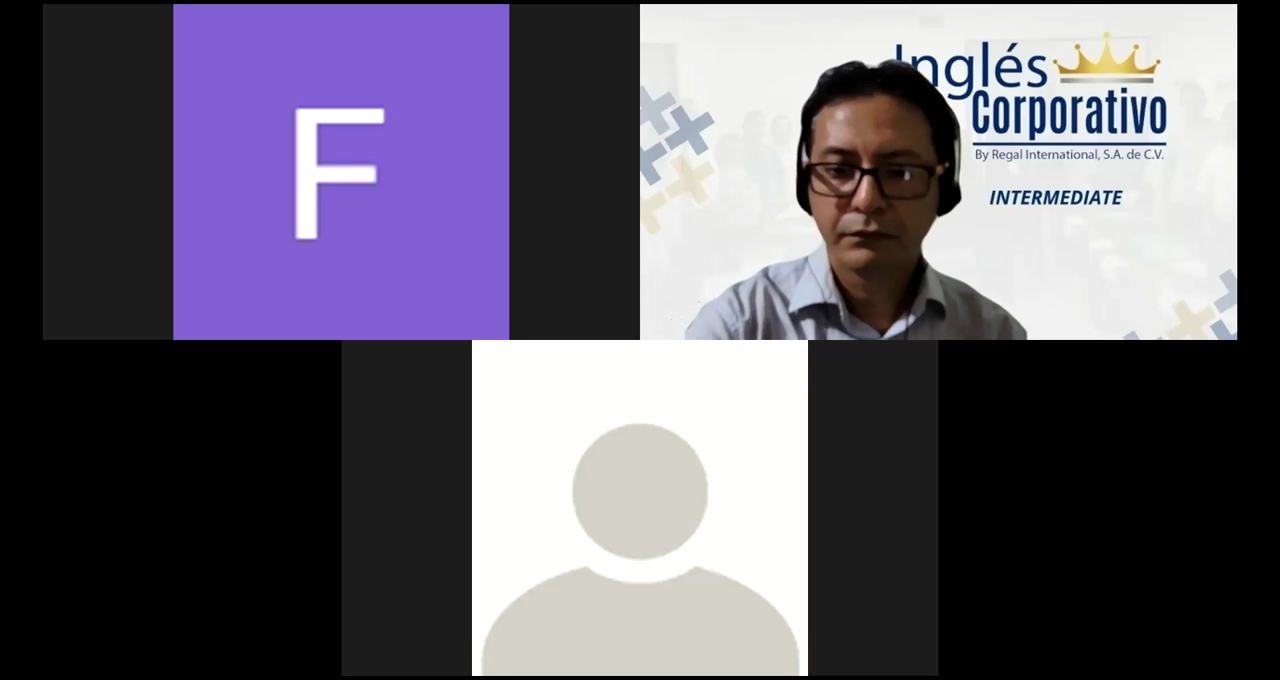 F
Inglés
Corporativo
By Regal International, S.A. de C.V.
INTERMEDIATE